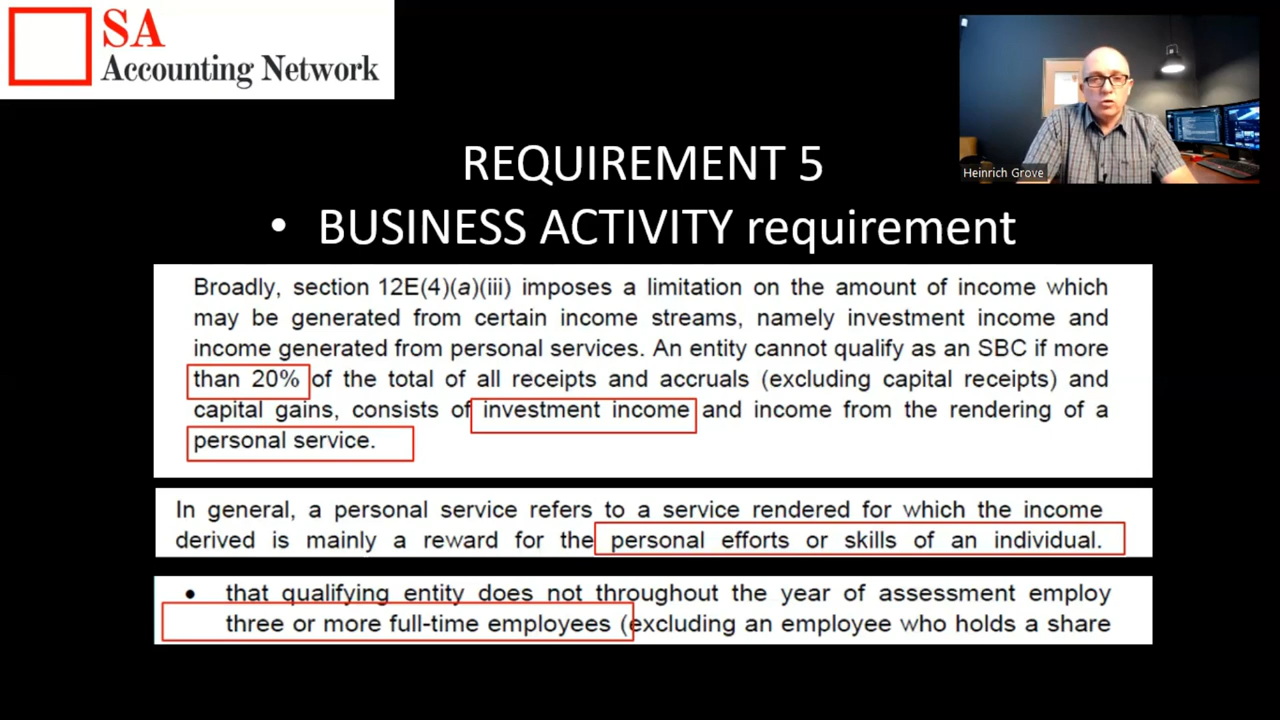 SA
Accounting Network
Heinrich Grove
REQUIREMENT 5
• BUSINESS ACTIVITY requirement
Broadly, section 12E(4)(a)(iii) imposes a limitation on the amount of income which
may be generated from certain income streams, namely investment income and
income generated from personal services. An entity cannot qualify as an SBC if more
than 20% of the total of all receipts and accruals (excluding capital receipts) and
capital gains, consists of investment income and income from the rendering of a
personal service.
In general, a personal service refers to a service rendered for which the income
derived is mainly a reward for the personal efforts or skills of an individual.
• that qualifying entity does not throughout the year of assessment employ
three or more full-time employees (excluding an employee who holds a share